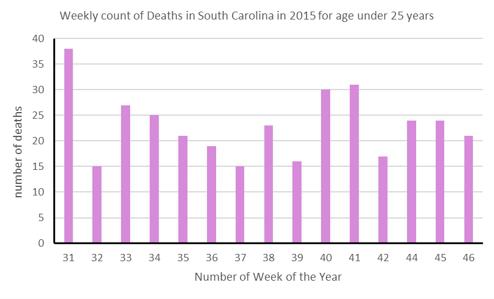 Weekly count of Deaths in South Carolina in 2015 for age under 25 years
number of deaths
40
35
30
25
20
15
10
5
0
31 32 33 34 35 36 37 38 39 40 41 42 44 45 46
Number of Week of the Year